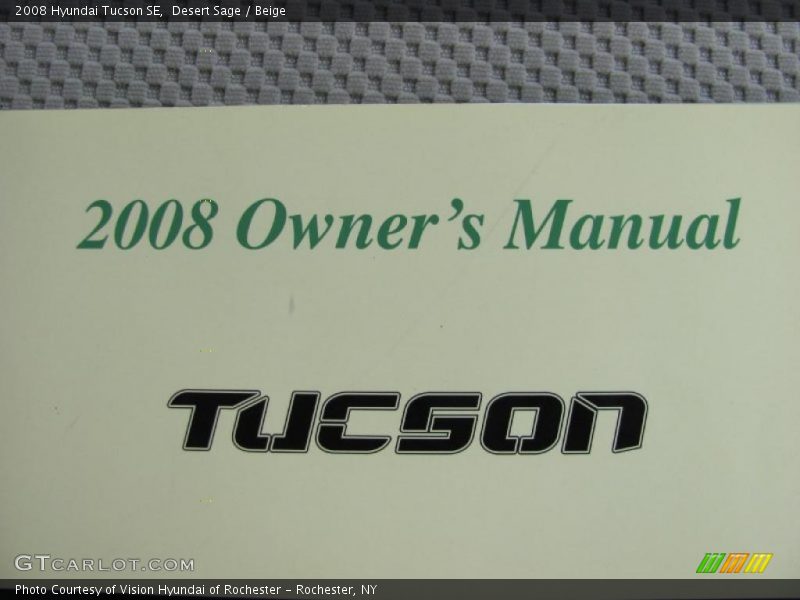 2008 Hyundai Tucson SE,  Desert Sage / Beige
2008 Owner's Manual
TUCSON
GTCARLOT.COM
Photo Courtesy of Vision Hyundai of Rochester – Rochester, NY